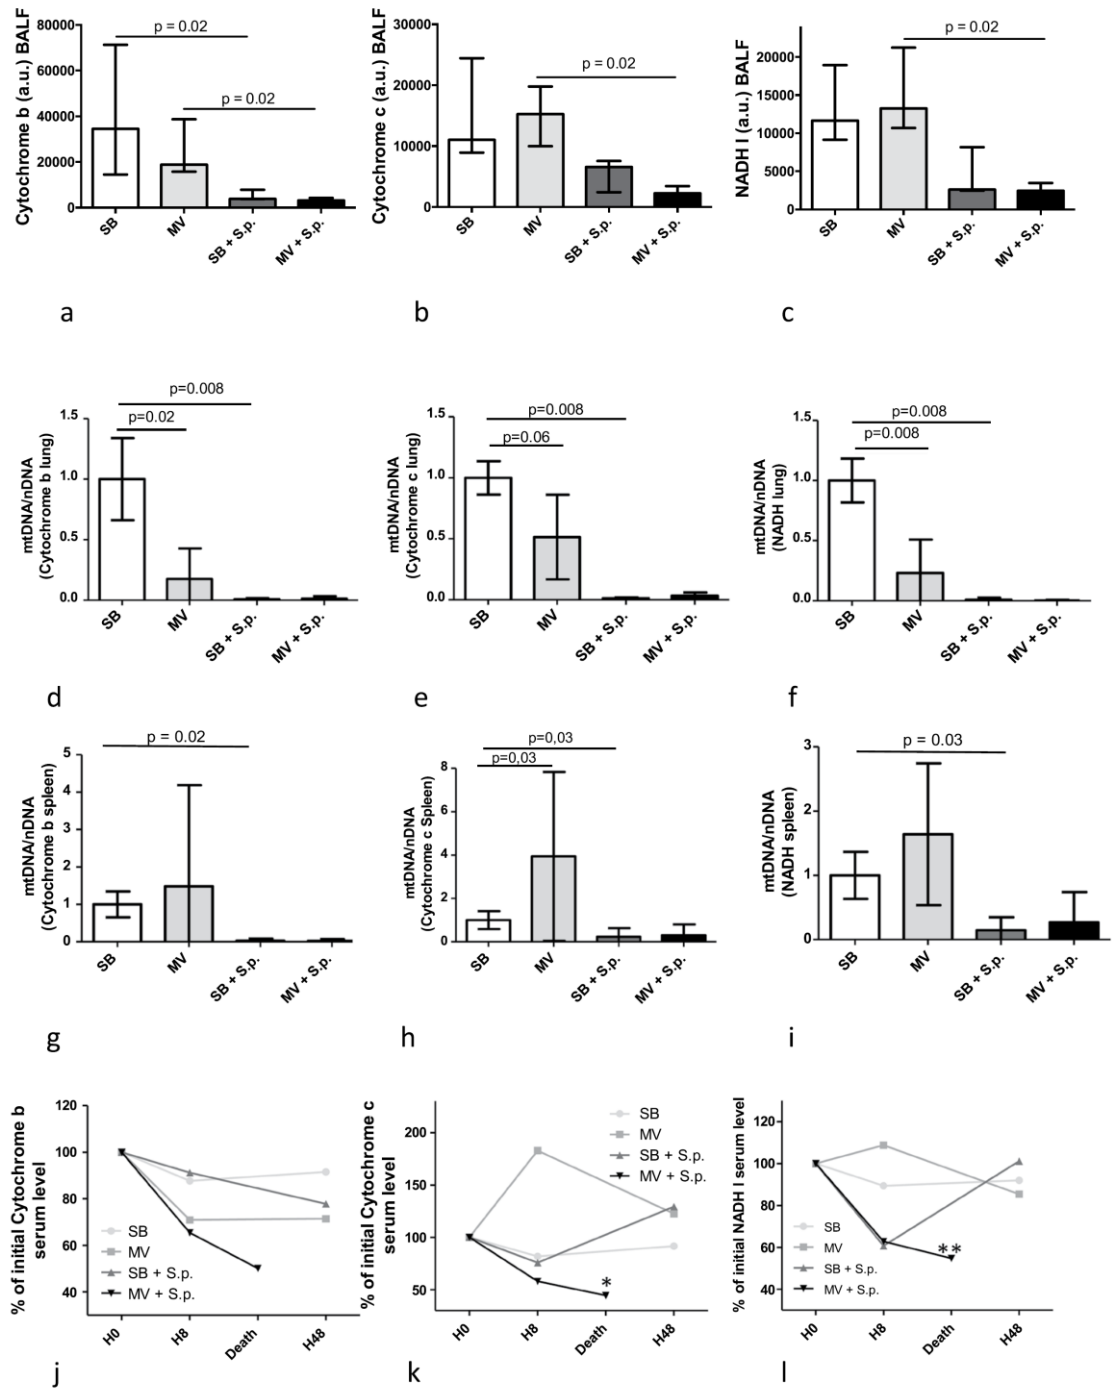 Cytochrome b (a.u.) BALF
80000
60000
40000
20000
0
p = 0.02
p = 0.02
SB
MV
SB + S.p.
MV + S.p.
a
Cytochrome c (a.u.) BALF
30000
20000
10000
0
p = 0.02
SB
MV
SB + S.p.
MV + S.p.
b
NADH I (a.u.) BALF
20000
15000
10000
5000
0
p = 0.02
SB
MV
SB + S.p.
MV + S.p.
c
mtDNA/nDNA
(Cytochrome b lung)
1.5
1.0
0.5
0.0
p=0.008
p=0.02
SB
MV
SB + S.p.
MV + S.p.
d
mtDNA/nDNA
(Cytochrome c lung)
1.5
1.0
0.5
0.0
p=0.008
p=0.06
SB
MV
SB + S.p.
MV + S.p.
e
mtDNA/nDNA
(NADH lung)
1.5
1.0
0.5
0.0
p=0.008
p=0.008
SB
MV
SB + S.p.
MV + S.p.
f
mtDNA/nDNA
(Cytochrome b spleen)
5
4
3
2
1
0
p = 0.02
SB
MV
SB + S.p.
MV + S.p.
g
mtDNA/nDNA
(Cytochrome c Spleen)
8
6
4
2
0
p=0,03
p=0,03
SB
MV
SB + S.p.
MV + S.p.
h
mtDNA/nDNA
(NADH spleen)
3
2
1
0
p = 0.03
SB
MV
SB + S.p.
MV + S.p.
i
% of initial Cytochrome b
serum level
120
100
80
60
40
SB
MV
SB + S.p.
MV + S.p.
H0
H8
Death
H48
j
% of initial Cytochrome c
serum level
200
150
100
50
SB
MV
SB + S.p.
MV + S.p.
*
H0
H8
Death
H48
k
% of initial NADH I serum level
120
100
80
60
40
SB
MV
SB + S.p.
MV + S.p.
**
H0
H8
Death
H48
l